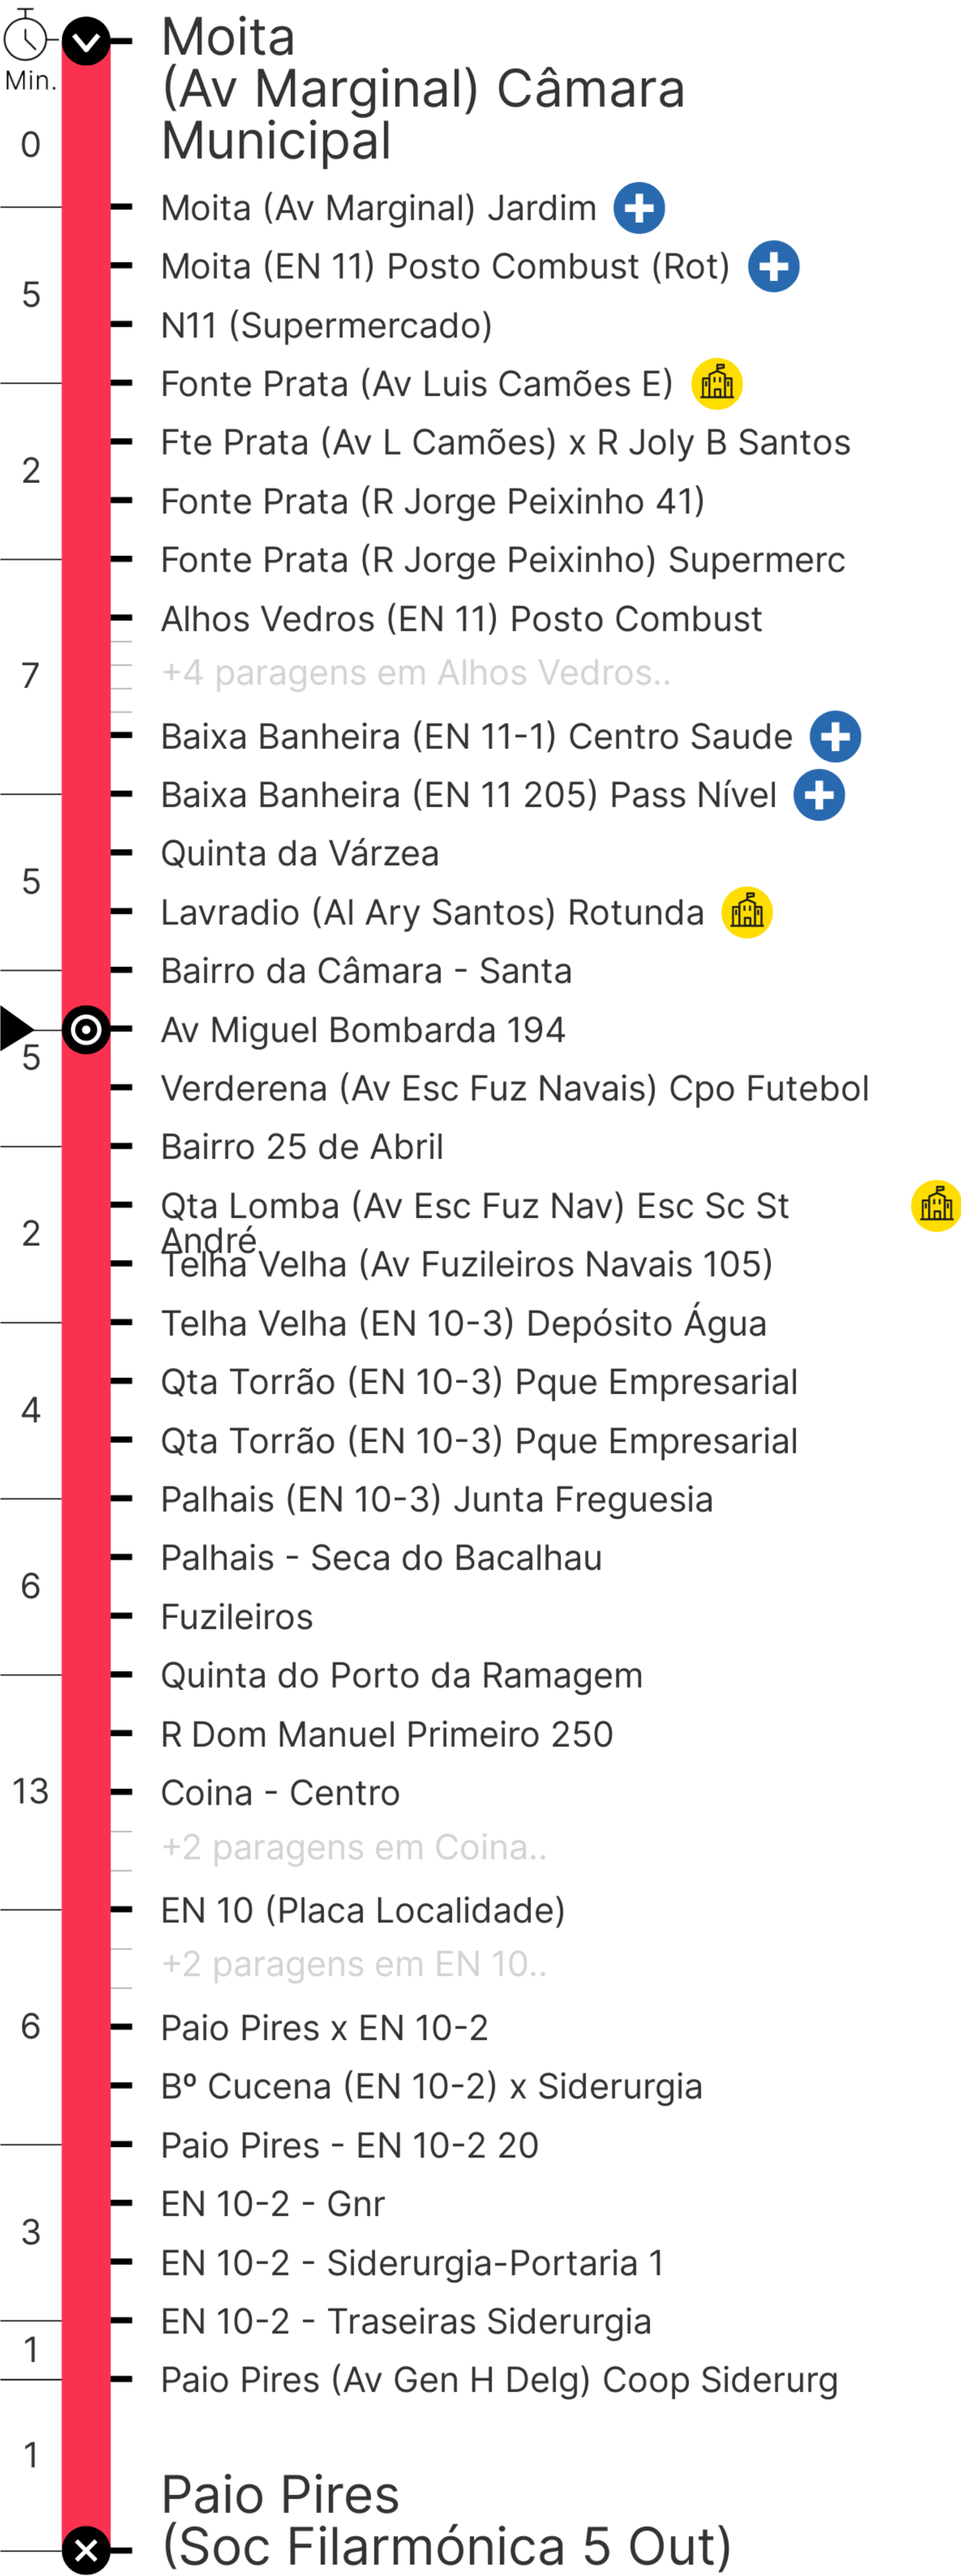 Min.
Moita
(Av Marginal) Câmara
Municipal
0
Moita (Av Marginal) Jardim
Moita (EN 11) Posto Combust (Rot)
5
N11 (Supermercado)
Fonte Prata (Av Luis Camões E)
Fte Prata (Av L Camões) x R Joly B Santos
2
Fonte Prata (R Jorge Peixinho 41)
Fonte Prata (R Jorge Peixinho) Supermerc
Alhos Vedros (EN 11) Posto Combust
7
+4 paragens em Alhos Vedros..
Baixa Banheira (EN 11-1) Centro Saude
Baixa Banheira (EN 11 205) Pass Nível
Quinta da Várzea
5
Lavradio (Al Ary Santos) Rotunda
Bairro da Câmara - Santa
Av Miguel Bombarda 194
5
Verderena (Av Esc Fuz Navais) Cpo Futebol
Bairro 25 de Abril
Qta Lomba (Av Esc Fuz Nav) Esc Sc St
André
2
Telha Velha (Av Fuzileiros Navais 105)
Telha Velha (EN 10-3) Depósito Água
Qta Torrão (EN 10-3) Pque Empresarial
4
Qta Torrão (EN 10-3) Pque Empresarial
Palhais (EN 10-3) Junta Freguesia
Palhais - Seca do Bacalhau
6
Fuzileiros
Quinta do Porto da Ramagem
R Dom Manuel Primeiro 250
13
Coina - Centro
+2 paragens em Coina..
EN 10 (Placa Localidade)
+2 paragens em EN 10..
6
Paio Pires x EN 10-2
Bº Cucena (EN 10-2) x Siderurgia
Paio Pires - EN 10-2 20
EN 10-2 - Gnr
3
EN 10-2 - Siderurgia-Portaria 1
EN 10-2 - Traseiras Siderurgia
1
Paio Pires (Av Gen H Delg) Coop Siderurg
1
Paio Pires
(Soc Filarmónica 5 Out)